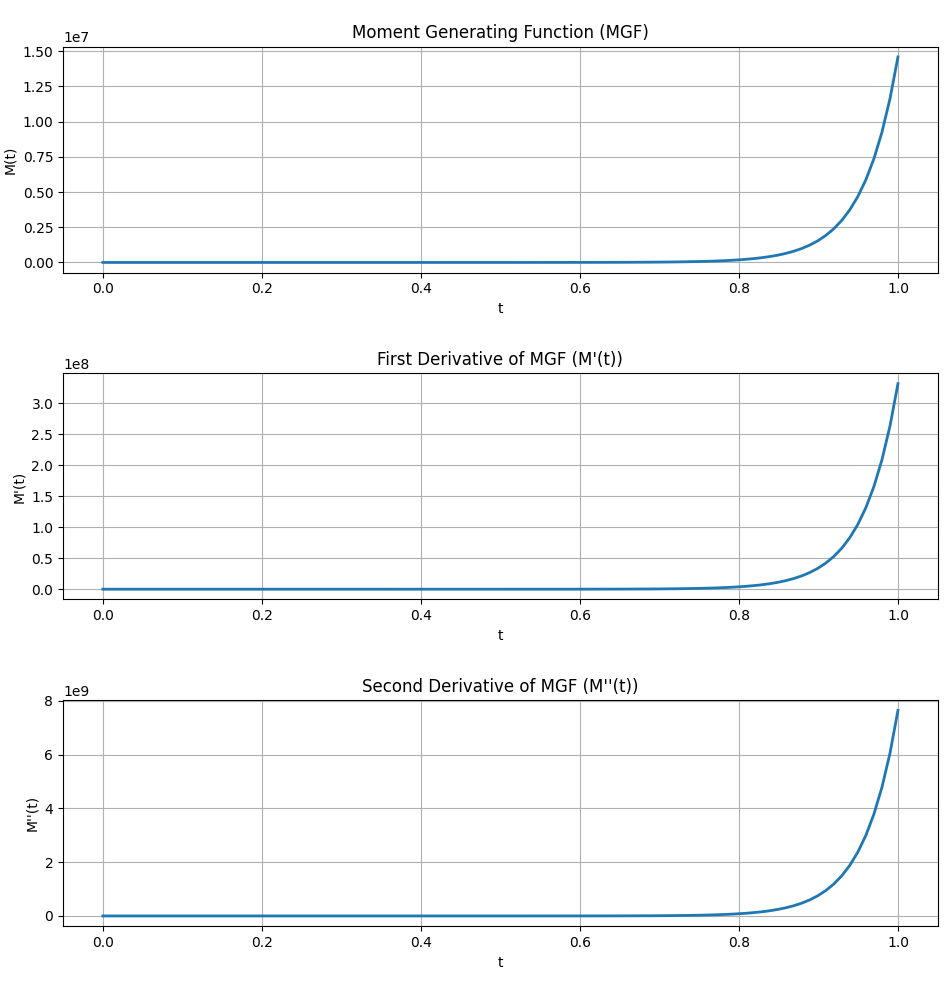 Moment Generating Function (MGF)
1e7
1.50
1.25
1.00
0.75
0.50
0.25
0.00
M(t)
0.0 0.2 0.4 0.6 0.8 1.0
t
First Derivative of MGF (M'(t))
1e8
3.0
2.5
2.0
1.5
1.0
0.5
0.0
M'(t)
0.0 0.2 0.4 0.6 0.8 1.0
t
Second Derivative of MGF (M''(t))
1e9
8
6
4
2
0
M''(t)
0.0 0.2 0.4 0.6 0.8 1.0
t